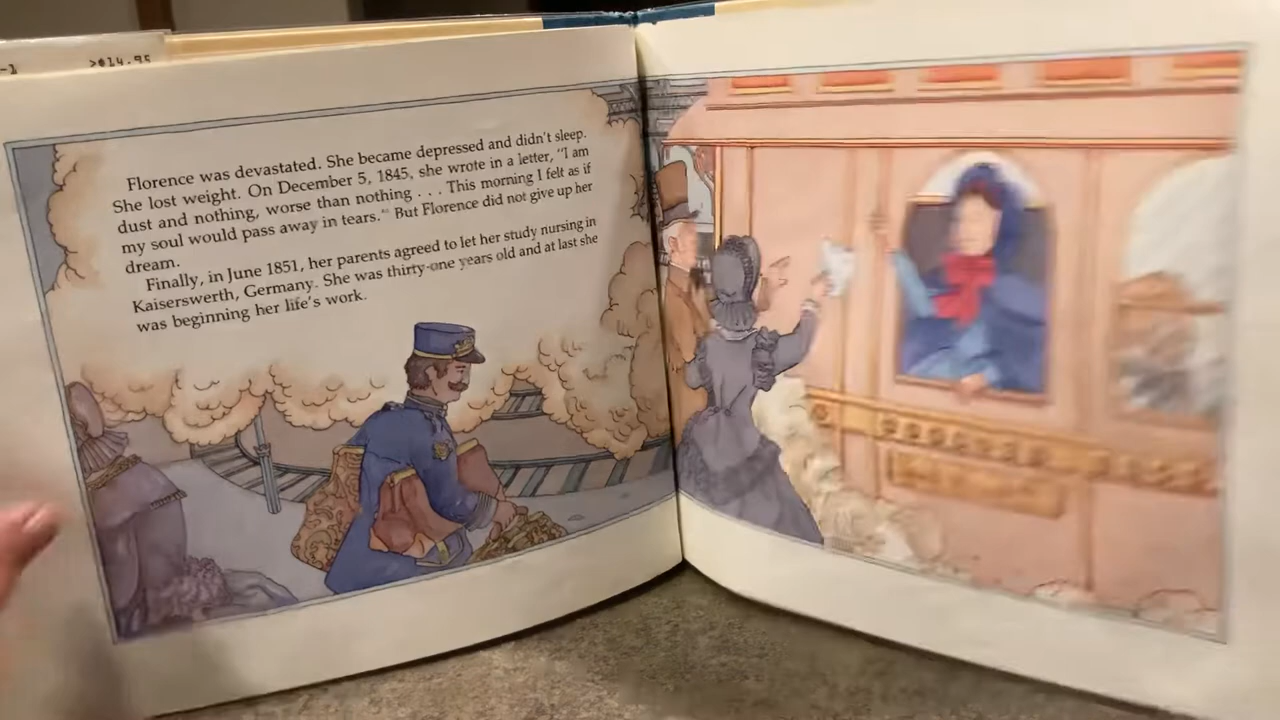 -1 >$14.95
Florence was devastated. She became depressed and didn't sleep.
She lost weight. On December 5, 1845, she wrote in a letter, "I am
dust and nothing, worse than nothing . . . This morning I felt as if
my soul would pass away in tears." But Florence did not give up her
dream.
Finally, in June 1851, her parents agreed to let her study nursing in
Kaiserswerth, Germany. She was thirty-one years old and at last she
was beginning her life's work.